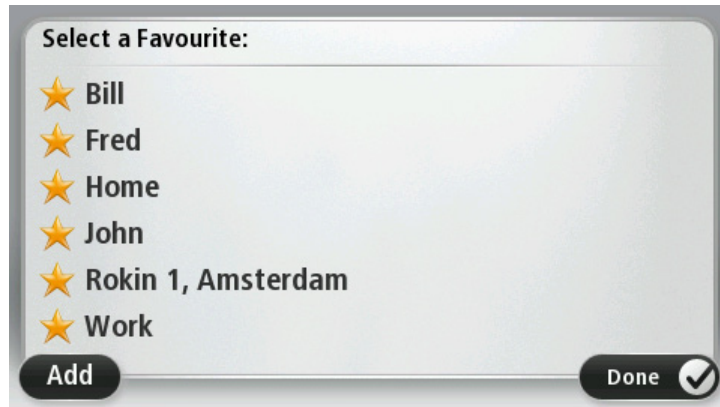 Select a Favourite:
Bill
Fred
Home
John
Rokin 1, Amsterdam
Work
Add
Done